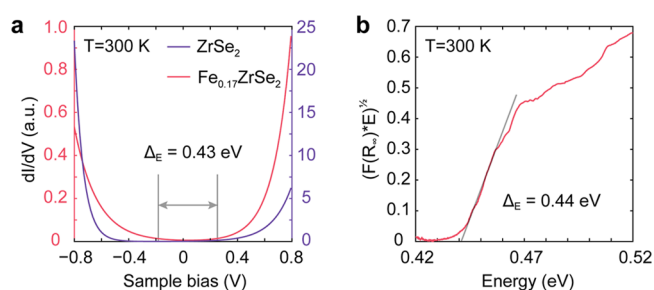 a
T=300 K
ZrSe₂
Fe₀.₁₇ZrSe₂
Δ_E = 0.43 eV
dI/dV (a.u.)
1.0
0.8
0.6
0.4
0.2
0
25
20
15
10
5
0
−0.8 −0.4 0 0.4 0.8
Sample bias (V)
b
T=300 K
Δ_E = 0.44 eV
(F(R_∞)*E)^½
0.7
0.6
0.5
0.4
0.3
0.2
0.1
0
0.42 0.47 0.52
Energy (eV)